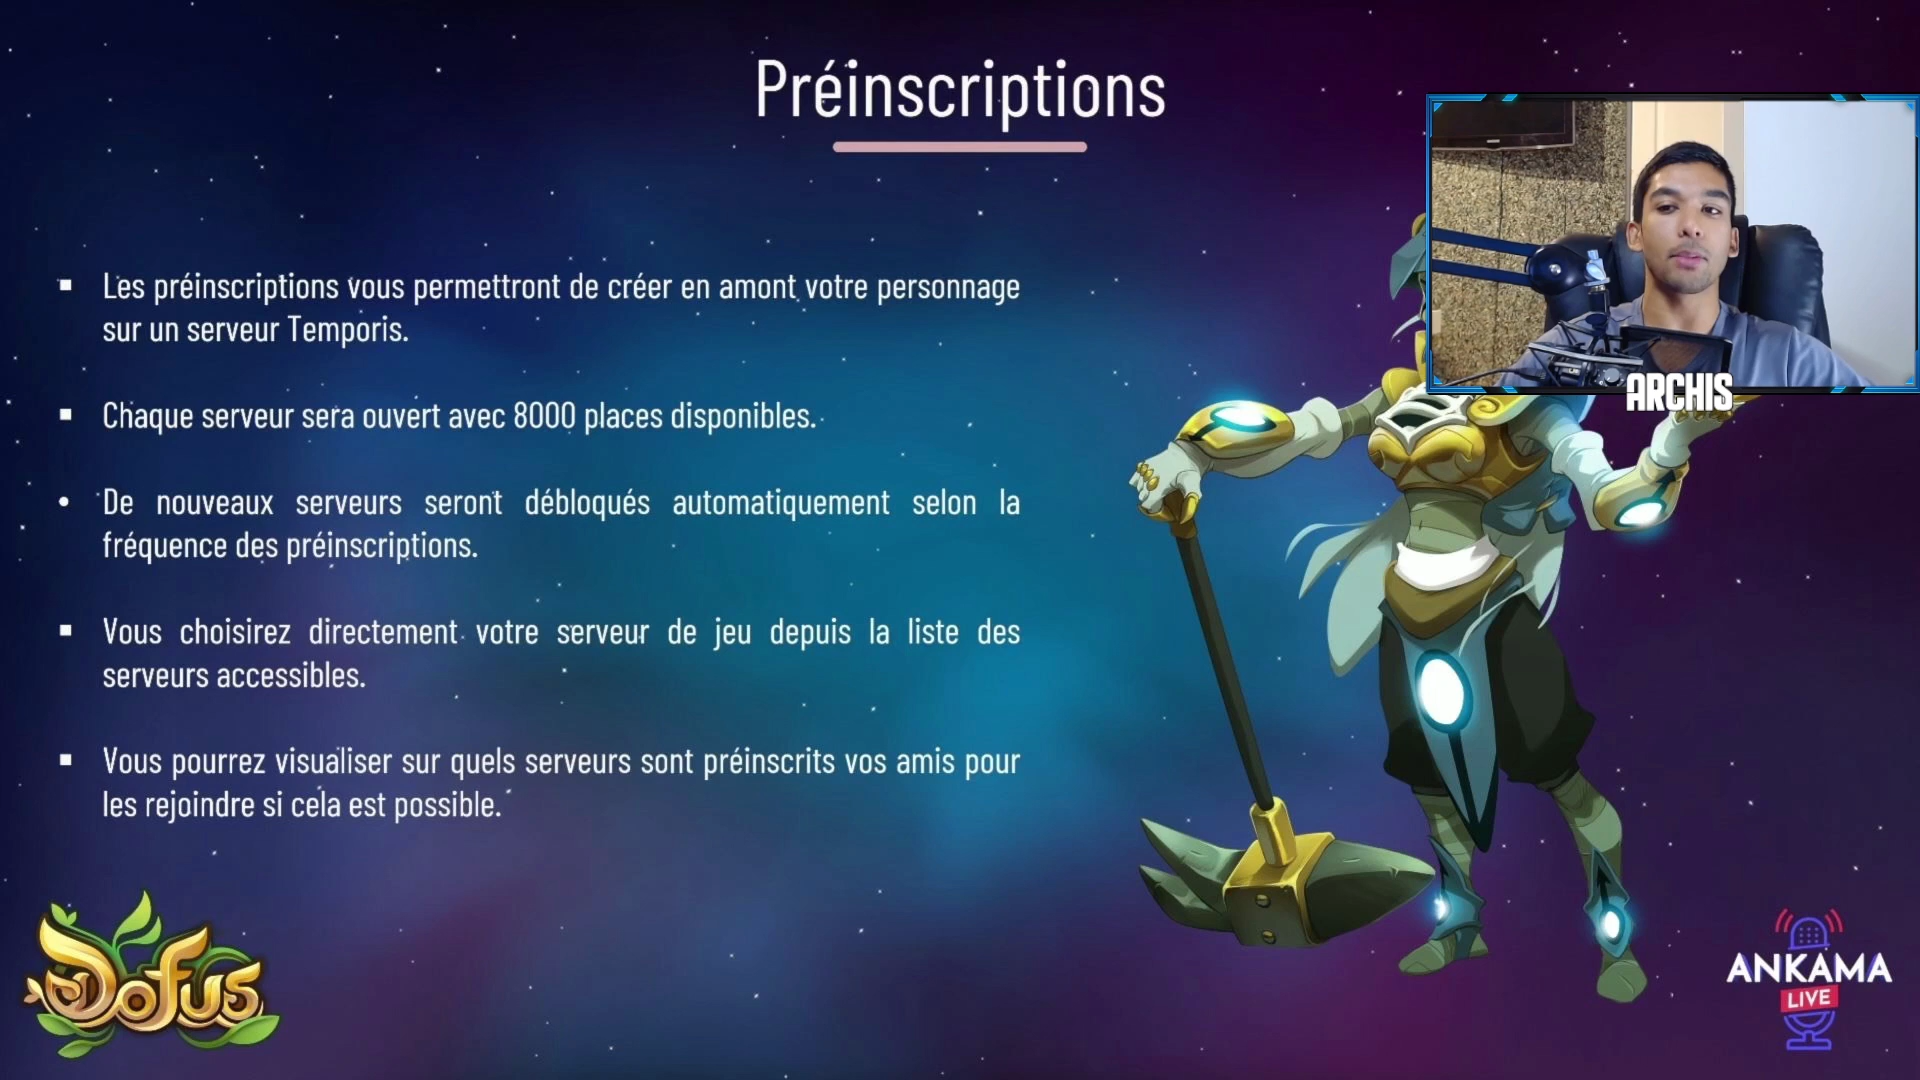 Préinscriptions
Les préinscriptions vous permettront de créer en amont votre personnage
sur un serveur Temporis.
Chaque serveur sera ouvert avec 8000 places disponibles.
De nouveaux serveurs seront débloqués automatiquement selon la
fréquence des préinscriptions.
Vous choisirez directement votre serveur de jeu depuis la liste des
serveurs accessibles.
Vous pourrez visualiser sur quels serveurs sont préinscrits vos amis pour
les rejoindre si cela est possible.
ARCHIS
DOFUS
ANKAMA
LIVE